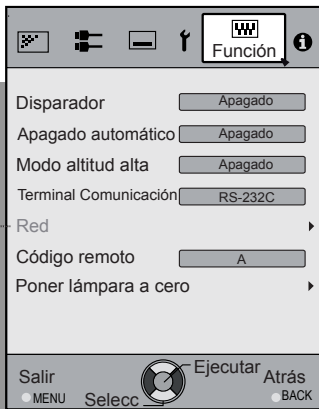 Función
Disparador Apagado
Apagado automático Apagado
Modo altitud alta Apagado
Terminal Comunicación RS-232C
Red
Código remoto A
Poner lámpara a cero
Salir Ejecutar Atrás
MENU Selecc BACK